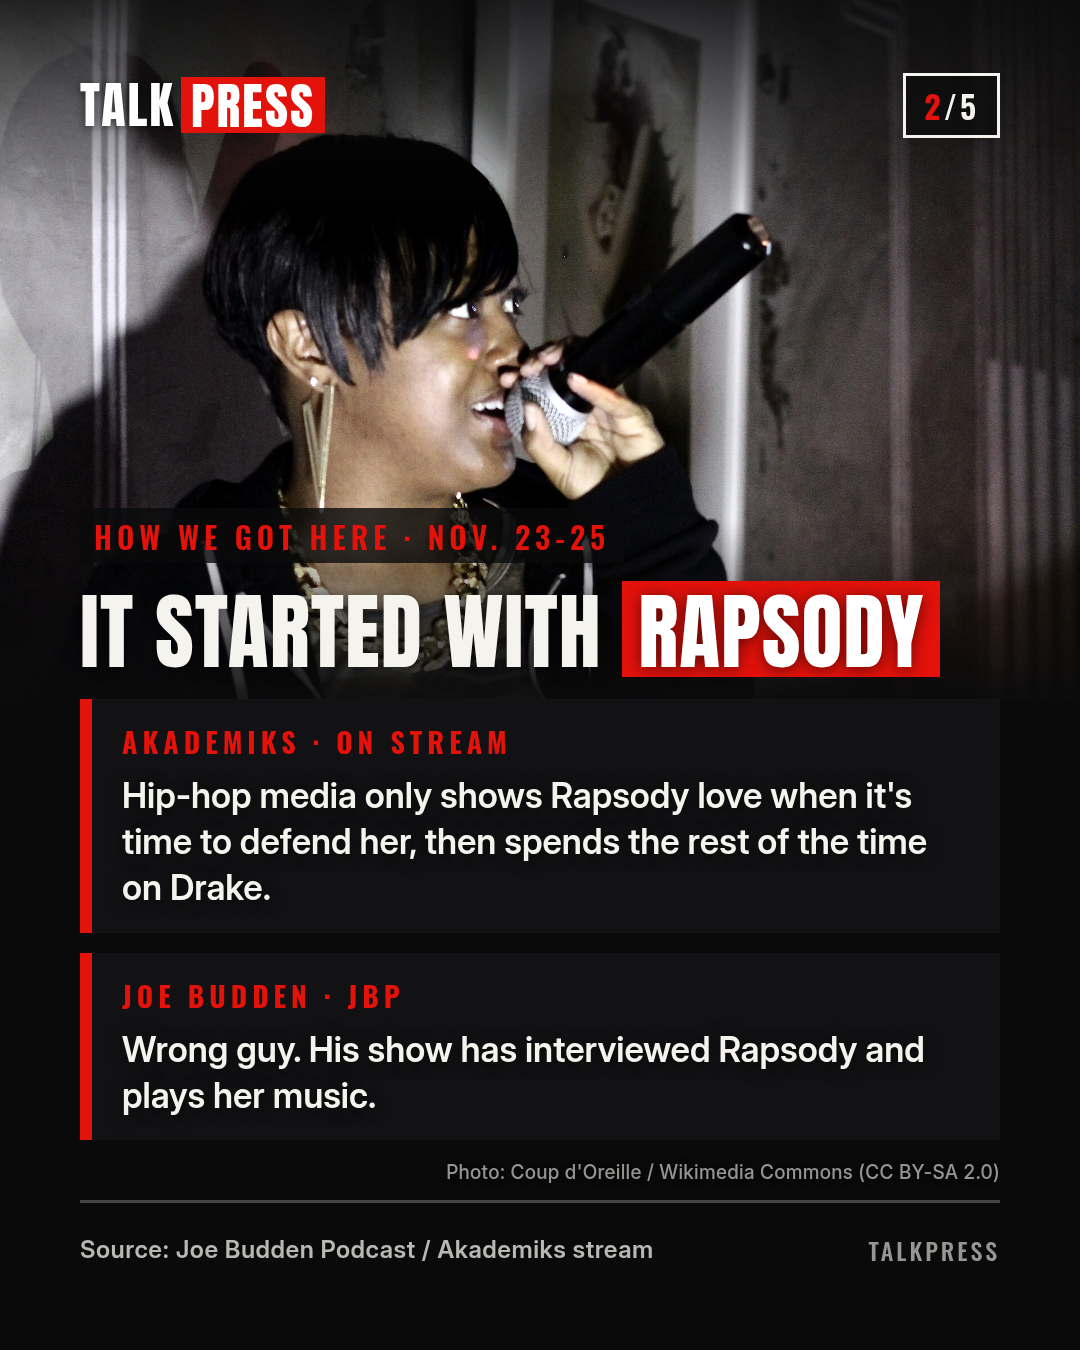 TALK PRESS
2/5
HOW WE GOT HERE · NOV. 23-25
IT STARTED WITH RAPSODY
AKADEMIKS · ON STREAM
Hip-hop media only shows Rapsody love when it's
time to defend her, then spends the rest of the time
on Drake.
JOE BUDDEN · JBP
Wrong guy. His show has interviewed Rapsody and
plays her music.
Photo: Coup d'Oreille / Wikimedia Commons (CC BY-SA 2.0)
Source: Joe Budden Podcast / Akademiks stream
TALKPRESS